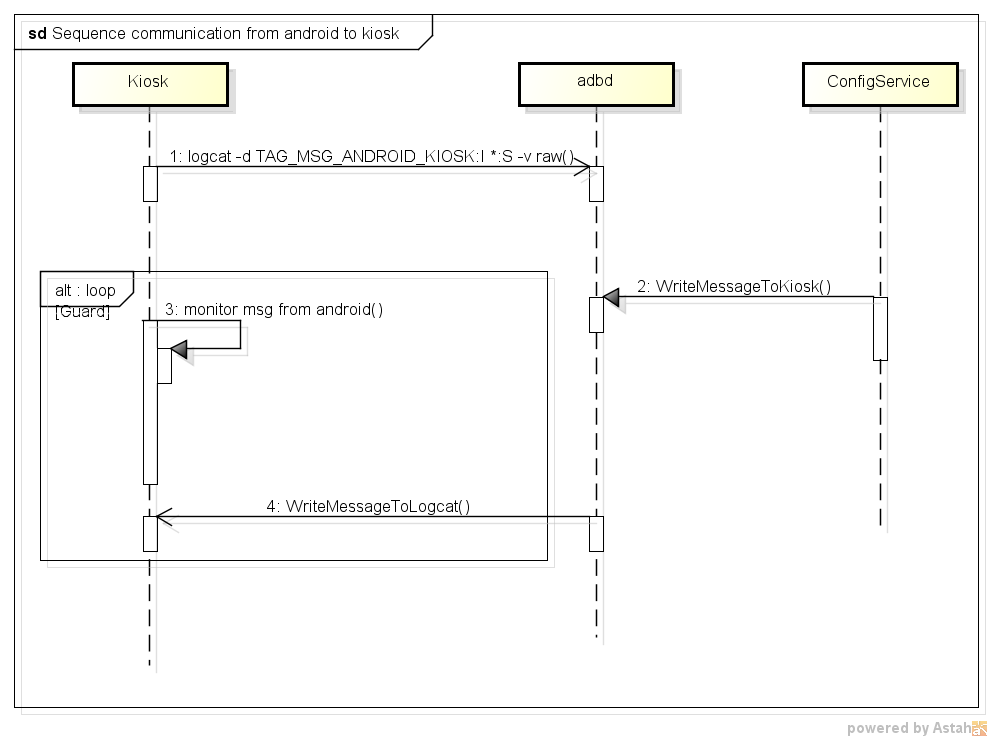 sd Sequence communication from android to kiosk
Kiosk
adbd
ConfigService
1: logcat -d TAG_MSG_ANDROID_KIOSK:I *:S -v raw()
2: WriteMessageToKiosk()
alt : loop
[Guard]
3: monitor msg from android()
4: WriteMessageToLogcat()
powered by Astah